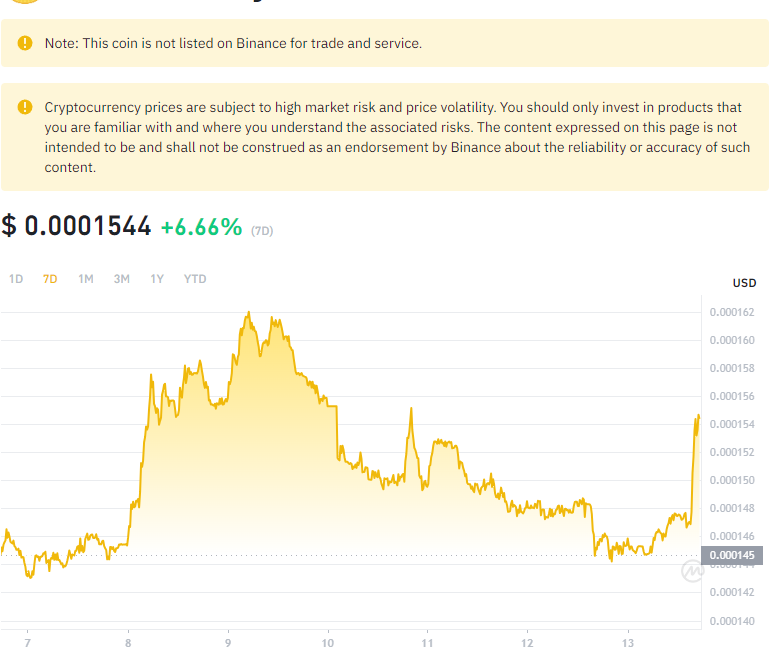 Note: This coin is not listed on Binance for trade and service.
Cryptocurrency prices are subject to high market risk and price volatility. You should only invest in products that
you are familiar with and where you understand the associated risks. The content expressed on this page is not
intended to be and shall not be construed as an endorsement by Binance about the reliability or accuracy of such
content.
$ 0.0001544 +6.66% (7D)
1D 7D 1M 3M 1Y YTD
USD
0.000162
0.000160
0.000158
0.000156
0.000154
0.000152
0.000150
0.000148
0.000146
0.000145
0.000144
0.000142
0.000140
7 8 9 10 11 12 13